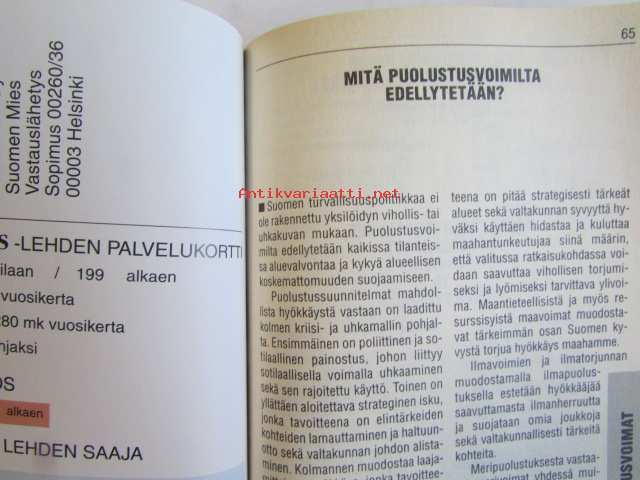 Suomen Mies
Vastauslähetys
Sopimus 00260/36
00003 Helsinki
S -LEHDEN PALVELUKORTTI
ilaan / 199 alkaen
vuosikerta
280 mk vuosikerta
hjaksi
OS
alkaen
LEHDEN SAAJA
65
MITÄ PUOLUSTUSVOIMILTA
EDELLYTETÄÄN?
Antikvariaatti.net
■ Suomen turvallisuuspolitiikkaa ei
ole rakennettu yksilöidyn vihollis- tai
uhkakuvan mukaan. Puolustusvoi-
milta edellytetään kaikissa tilanteis-
sa aluevalvontaa ja kykyä alueellisen
koskemattomuuden suojaamiseen.
Puolustussuunnitelmat mahdol-
lista hyökkäystä vastaan on laadittu
kolmen kriisi- ja uhkamallin pohjal-
ta. Ensimmäinen on poliittinen ja so-
tilaallinen painostus, johon liittyy
sotilaallisella voimalla uhkaaminen
sekä sen rajoitettu käyttö. Toinen on
yllättäen aloitettava strateginen isku,
jonka tavoitteena on elintärkeiden
kohteiden lamauttaminen ja haltuun-
otto sekä valtakunnan johdon alista-
minen. Kolmannen muodostaa laaja-
teena on pitää strategisesti tärkeät
alueet sekä valtakunnan syvyyttä hy-
väksi käyttäen hidastaa ja kuluttaa
maahantunkeutujaa siinä määrin,
että valitussa ratkaisukohdassa voi-
daan saavuttaa vihollisen torjumi-
seksi ja lyömiseksi tarvittava ylivoi-
ma. Maantieteellisistä ja myös re-
surssisyistä maavoimat muodosta-
vat tärkeimmän osan Suomen ky-
vystä torjua hyökkäys maahamme.
Ilmavoimien ja ilmatorjunnan
muodostamalla ilmapuolus-
tuksella estetään hyökkääjää
saavuttamasta ilmanherruutta
ja suojataan omia joukkoja
sekä valtakunnallisesti tärkeitä
kohteita.
Meripuolustuksesta vastaa-
USVOIMAT